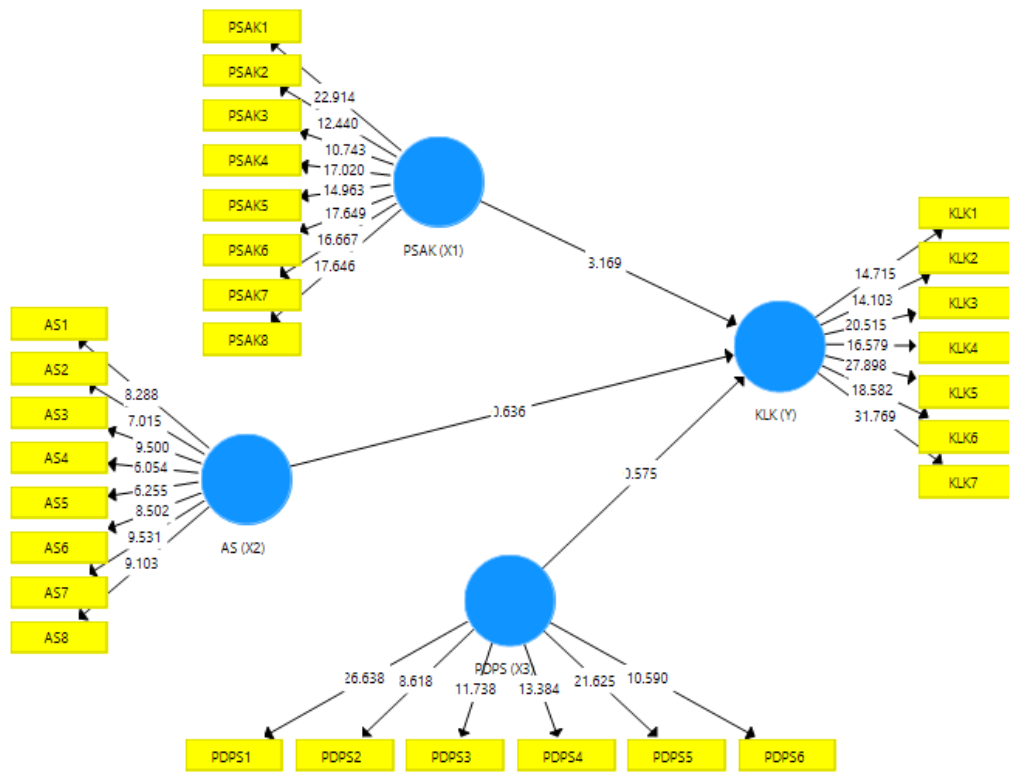 PSAK1
PSAK2
PSAK3
PSAK4
PSAK5
PSAK6
PSAK7
PSAK8
22.914
12.440
10.743
17.020
14.963
17.649
16.667
17.646
PSAK (X1)
3.169
AS1
AS2
AS3
AS4
AS5
AS6
AS7
AS8
8.288
7.015
9.500
6.054
6.255
8.502
9.531
9.103
AS (X2)
0.636
KLK1
KLK2
KLK3
KLK4
KLK5
KLK6
KLK7
14.715
14.103
20.515
16.579
27.898
18.582
31.769
KLK (Y)
0.575
PDPS (X3)
26.638
8.618
11.738
13.384
21.625
10.590
PDPS1
PDPS2
PDPS3
PDPS4
PDPS5
PDPS6